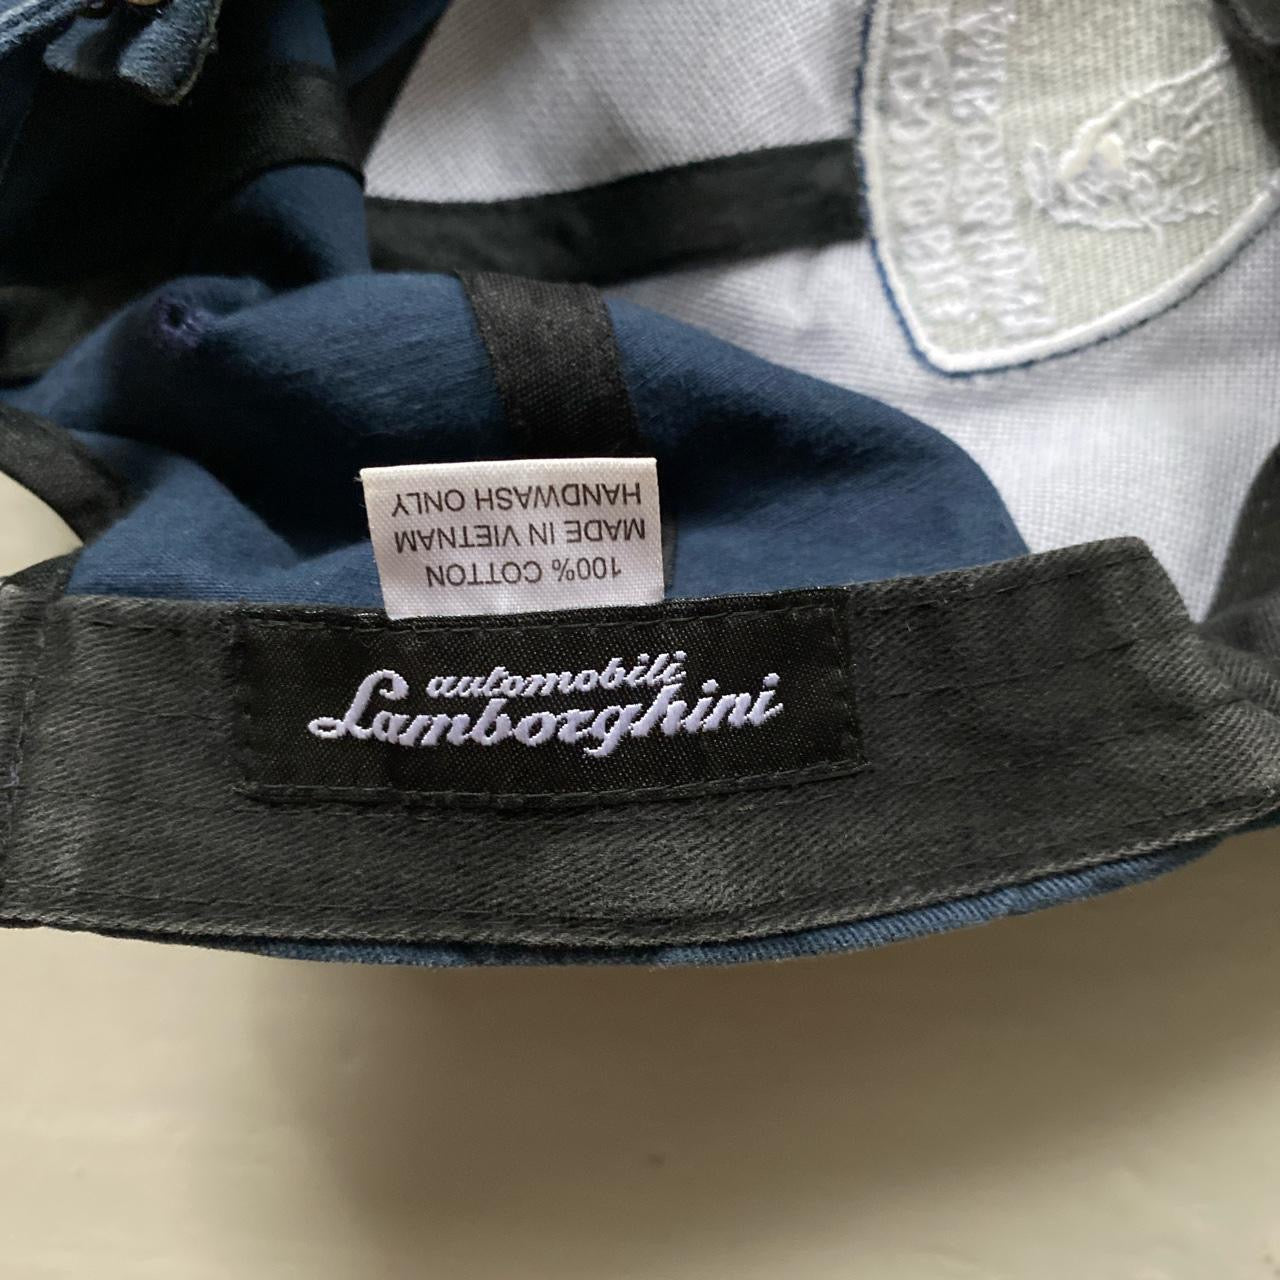 100% COTTON
MADE IN VIETNAM
HANDWASH ONLY
automobili
Lamborghini